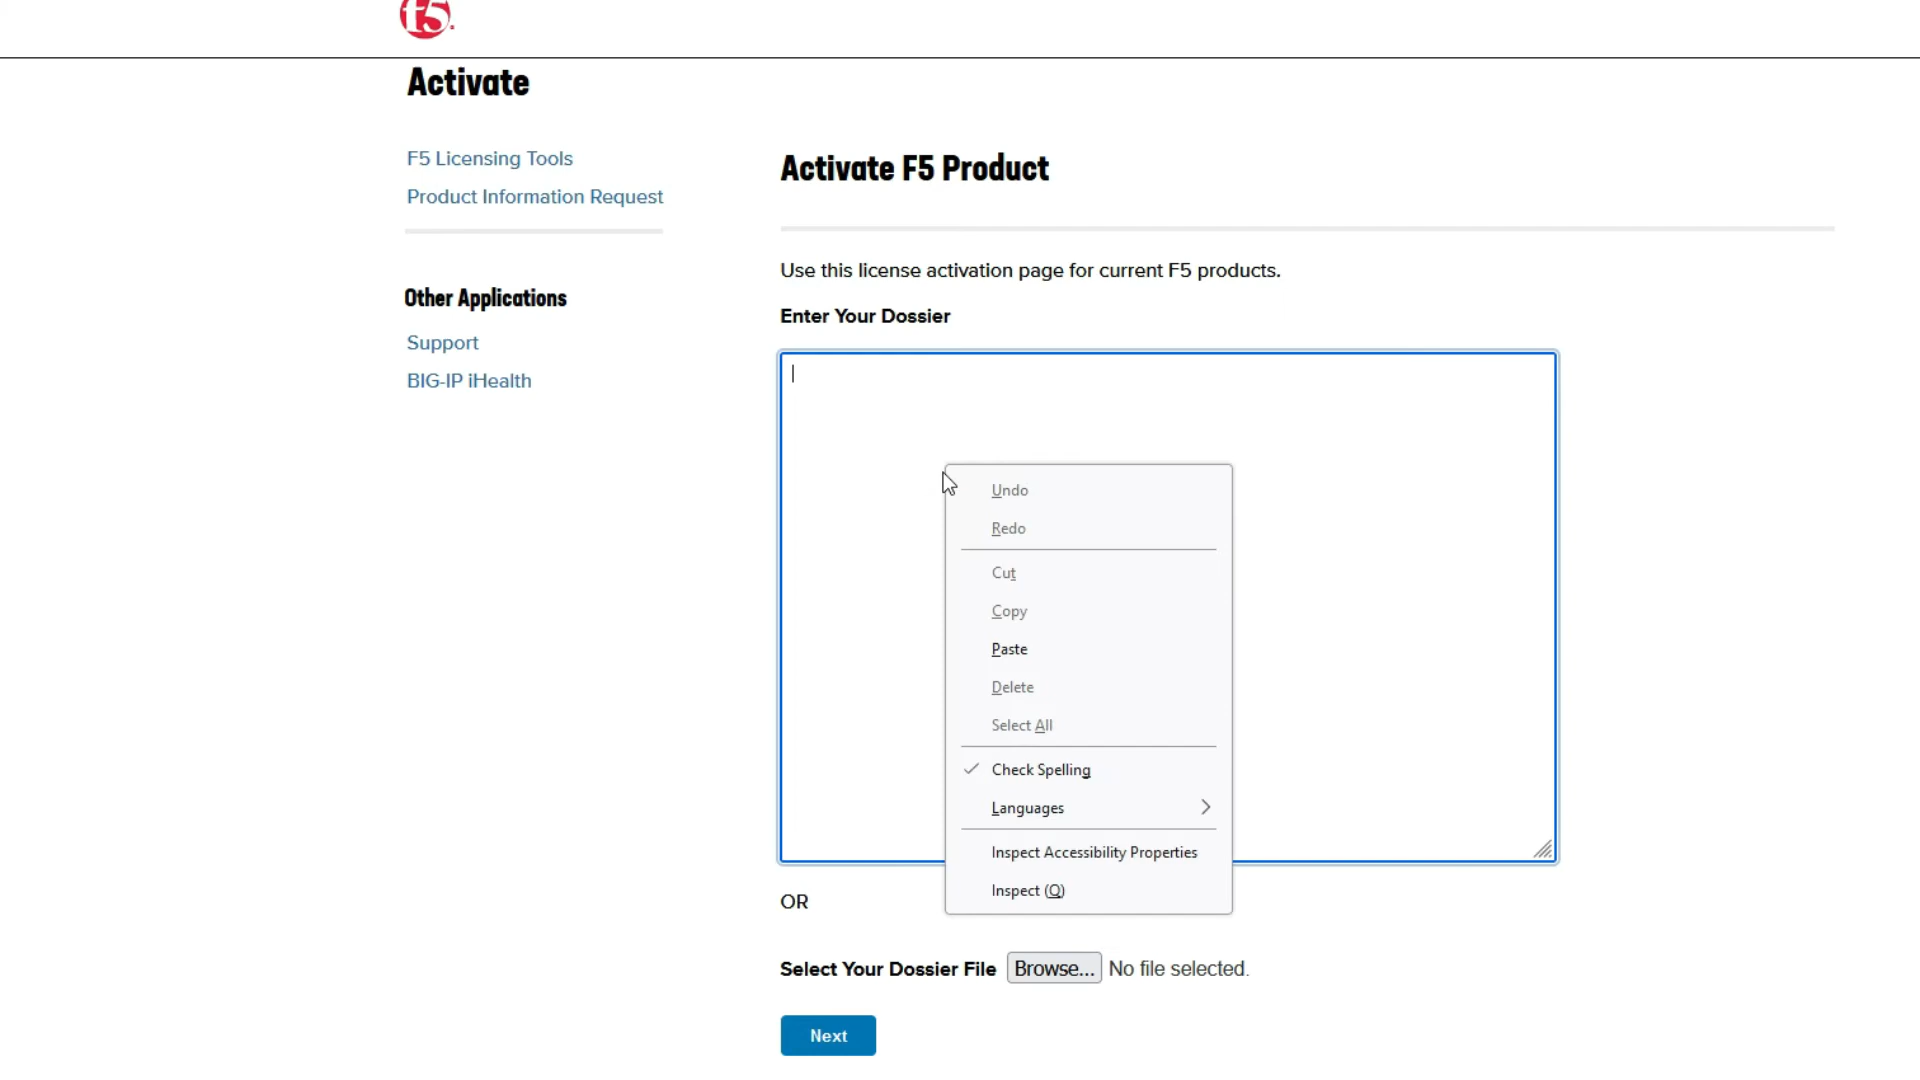 f5
Activate
F5 Licensing Tools
Product Information Request
Other Applications
Support
BIG-IP iHealth
Activate F5 Product
Use this license activation page for current F5 products.
Enter Your Dossier
Undo
Redo
Cut
Copy
Paste
Delete
Select All
Check Spelling
Languages
Inspect Accessibility Properties
Inspect (Q)
OR
Select Your Dossier File Browse... No file selected.
Next